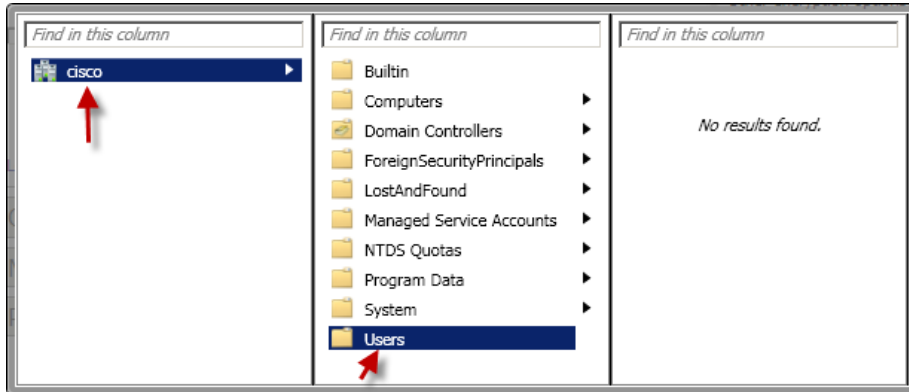 Find in this column
cisco
Find in this column
Builtin
Computers
Domain Controllers
ForeignSecurityPrincipals
LostAndFound
Managed Service Accounts
NTDS Quotas
Program Data
System
Users
Find in this column
No results found.